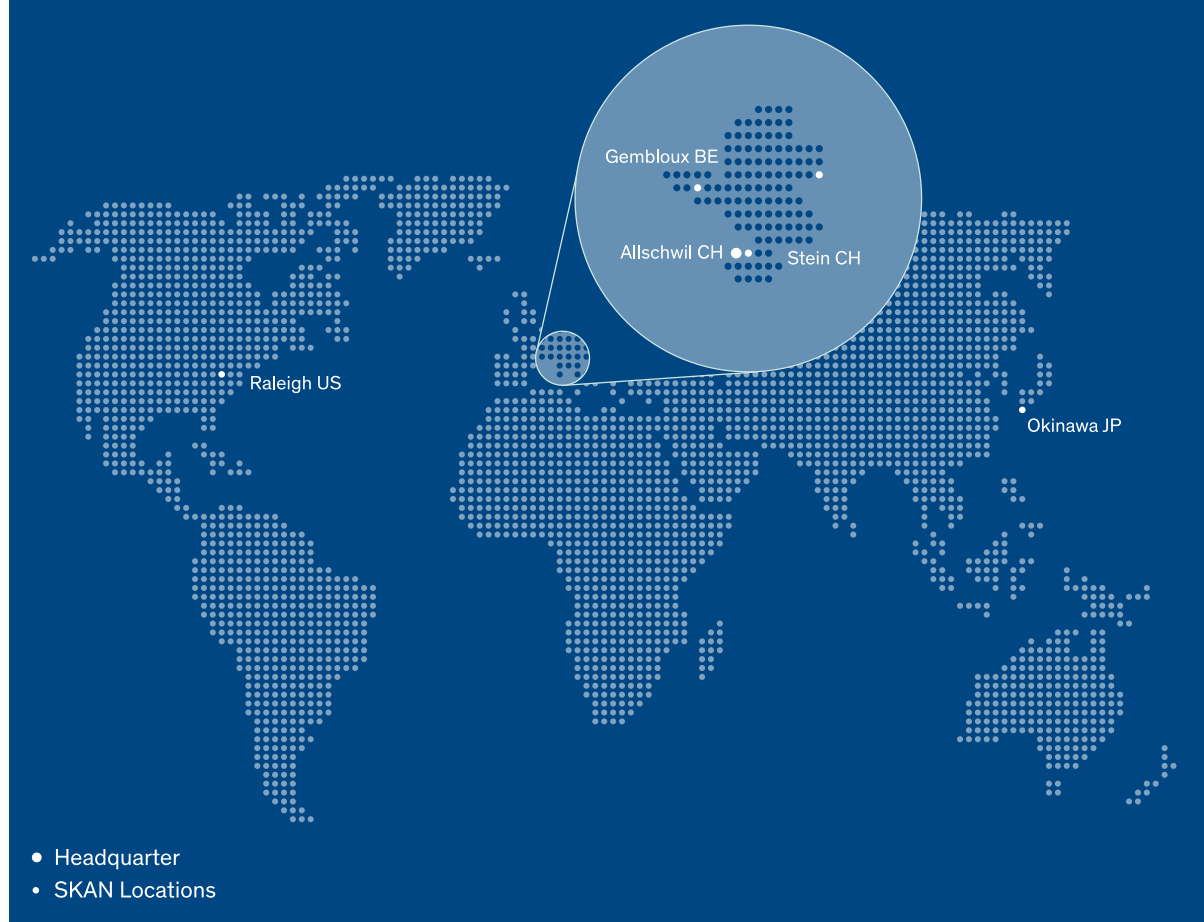 Gembloux BE
Allschwil CH
Stein CH
Raleigh US
Okinawa JP
Headquarter
SKAN Locations